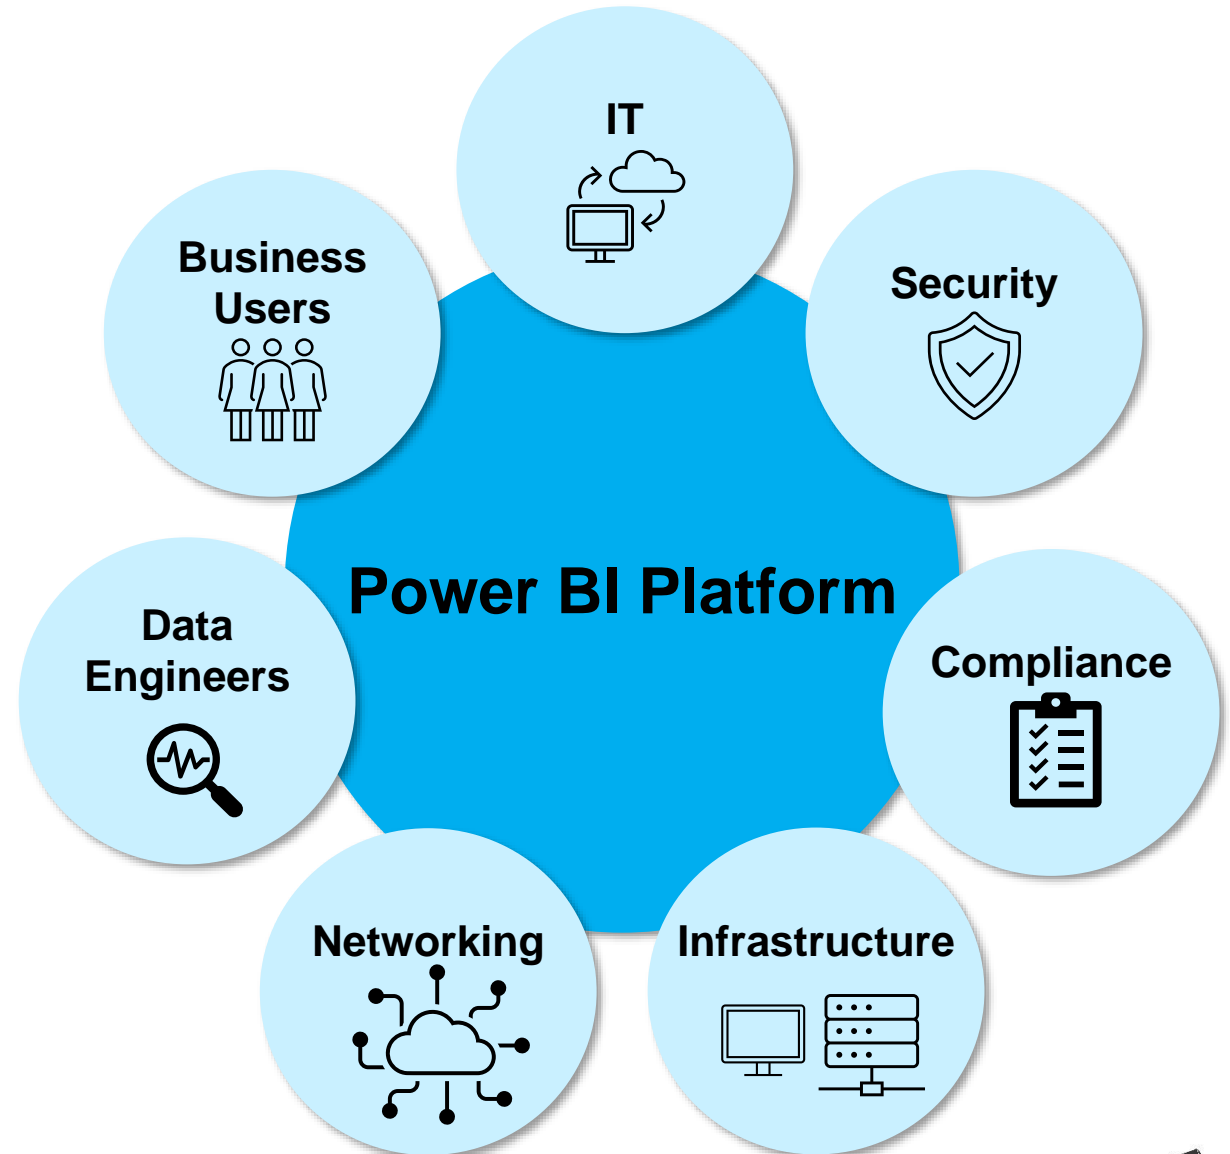 IT
Business
Users
Security
Power BI Platform
Data
Engineers
Compliance
Networking
Infrastructure